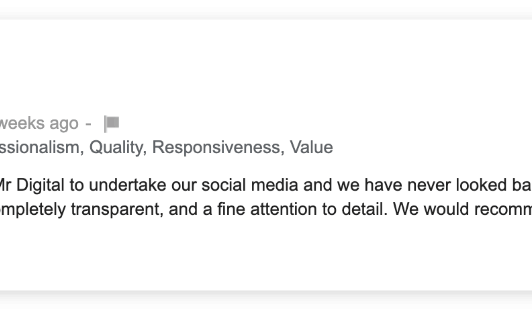 weeks ago -
ssionalism, Quality, Responsiveness, Value
Mr Digital to undertake our social media and we have never looked ba
ompletely transparent, and a fine attention to detail. We would recomm